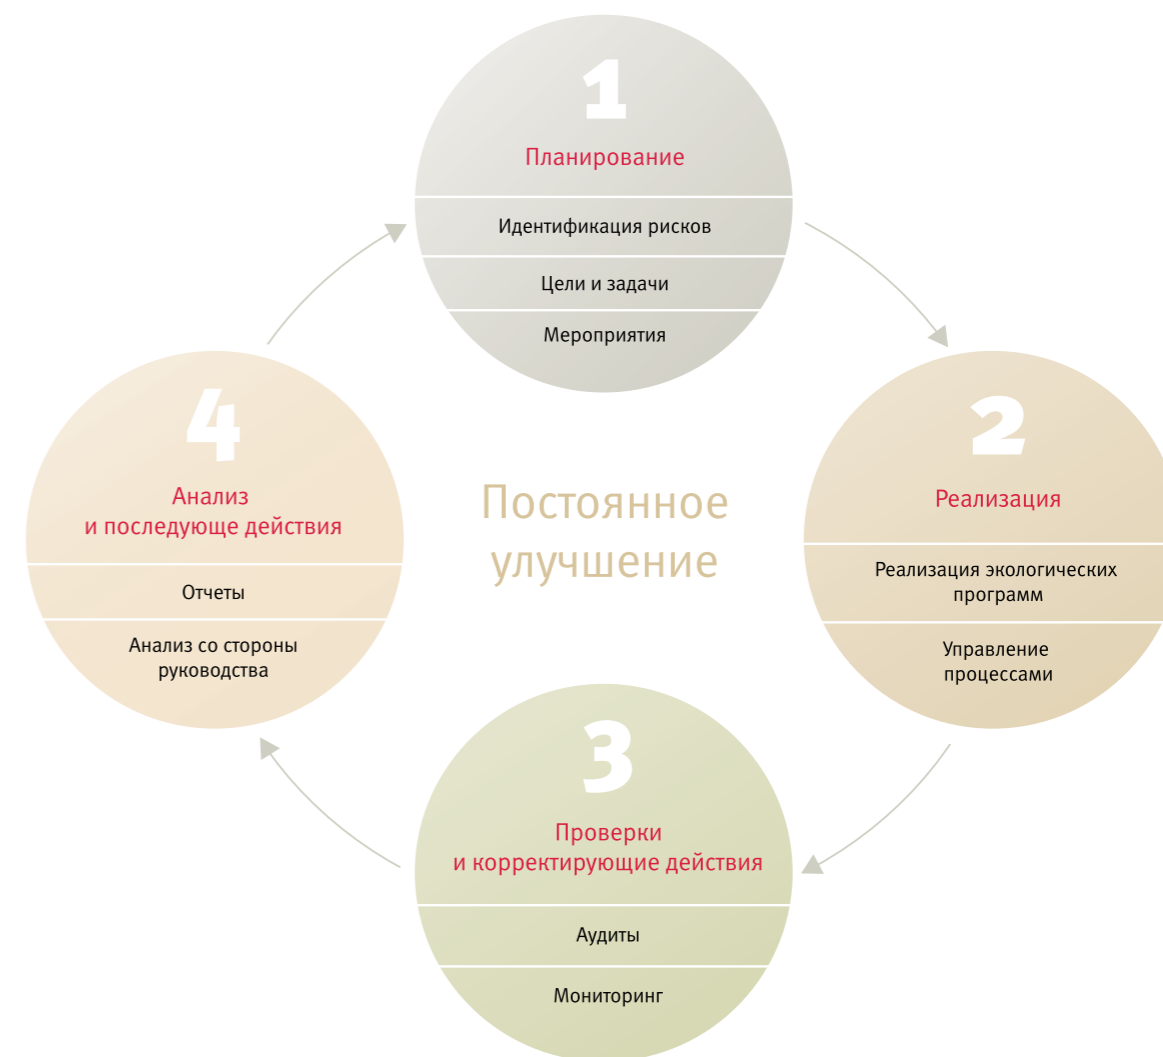 1
Планирование
Идентификация рисков
Цели и задачи
Мероприятия
2
Реализация
Реализация экологических
программ
Управление
процессами
3
Проверки
и корректирующие действия
Аудиты
Мониторинг
4
Анализ
и последующе действия
Отчеты
Анализ со стороны
руководства
Постоянное
улучшение